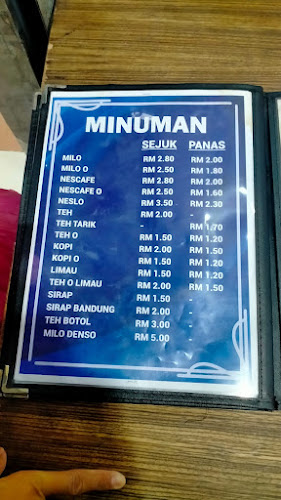 MINUMAN
SEJUK PANAS
MILO RM 2.80 RM 2.00
MILO O RM 2.50 RM 1.80
NESCAFE RM 2.80 RM 2.00
NESCAFE O RM 2.50 RM 1.60
NESLO RM 3.50 RM 2.30
TEH RM 2.00 -
TEH TARIK - RM 1.70
TEH O RM 1.50 RM 1.20
KOPI RM 2.00 RM 1.50
KOPI O RM 1.50 RM 1.20
LIMAU RM 1.50 RM 1.20
TEH O LIMAU RM 2.00 RM 1.50
SIRAP RM 1.50 -
SIRAP BANDUNG RM 2.00 -
TEH BOTOL RM 3.00 -
MILO DENSO RM 5.00 -